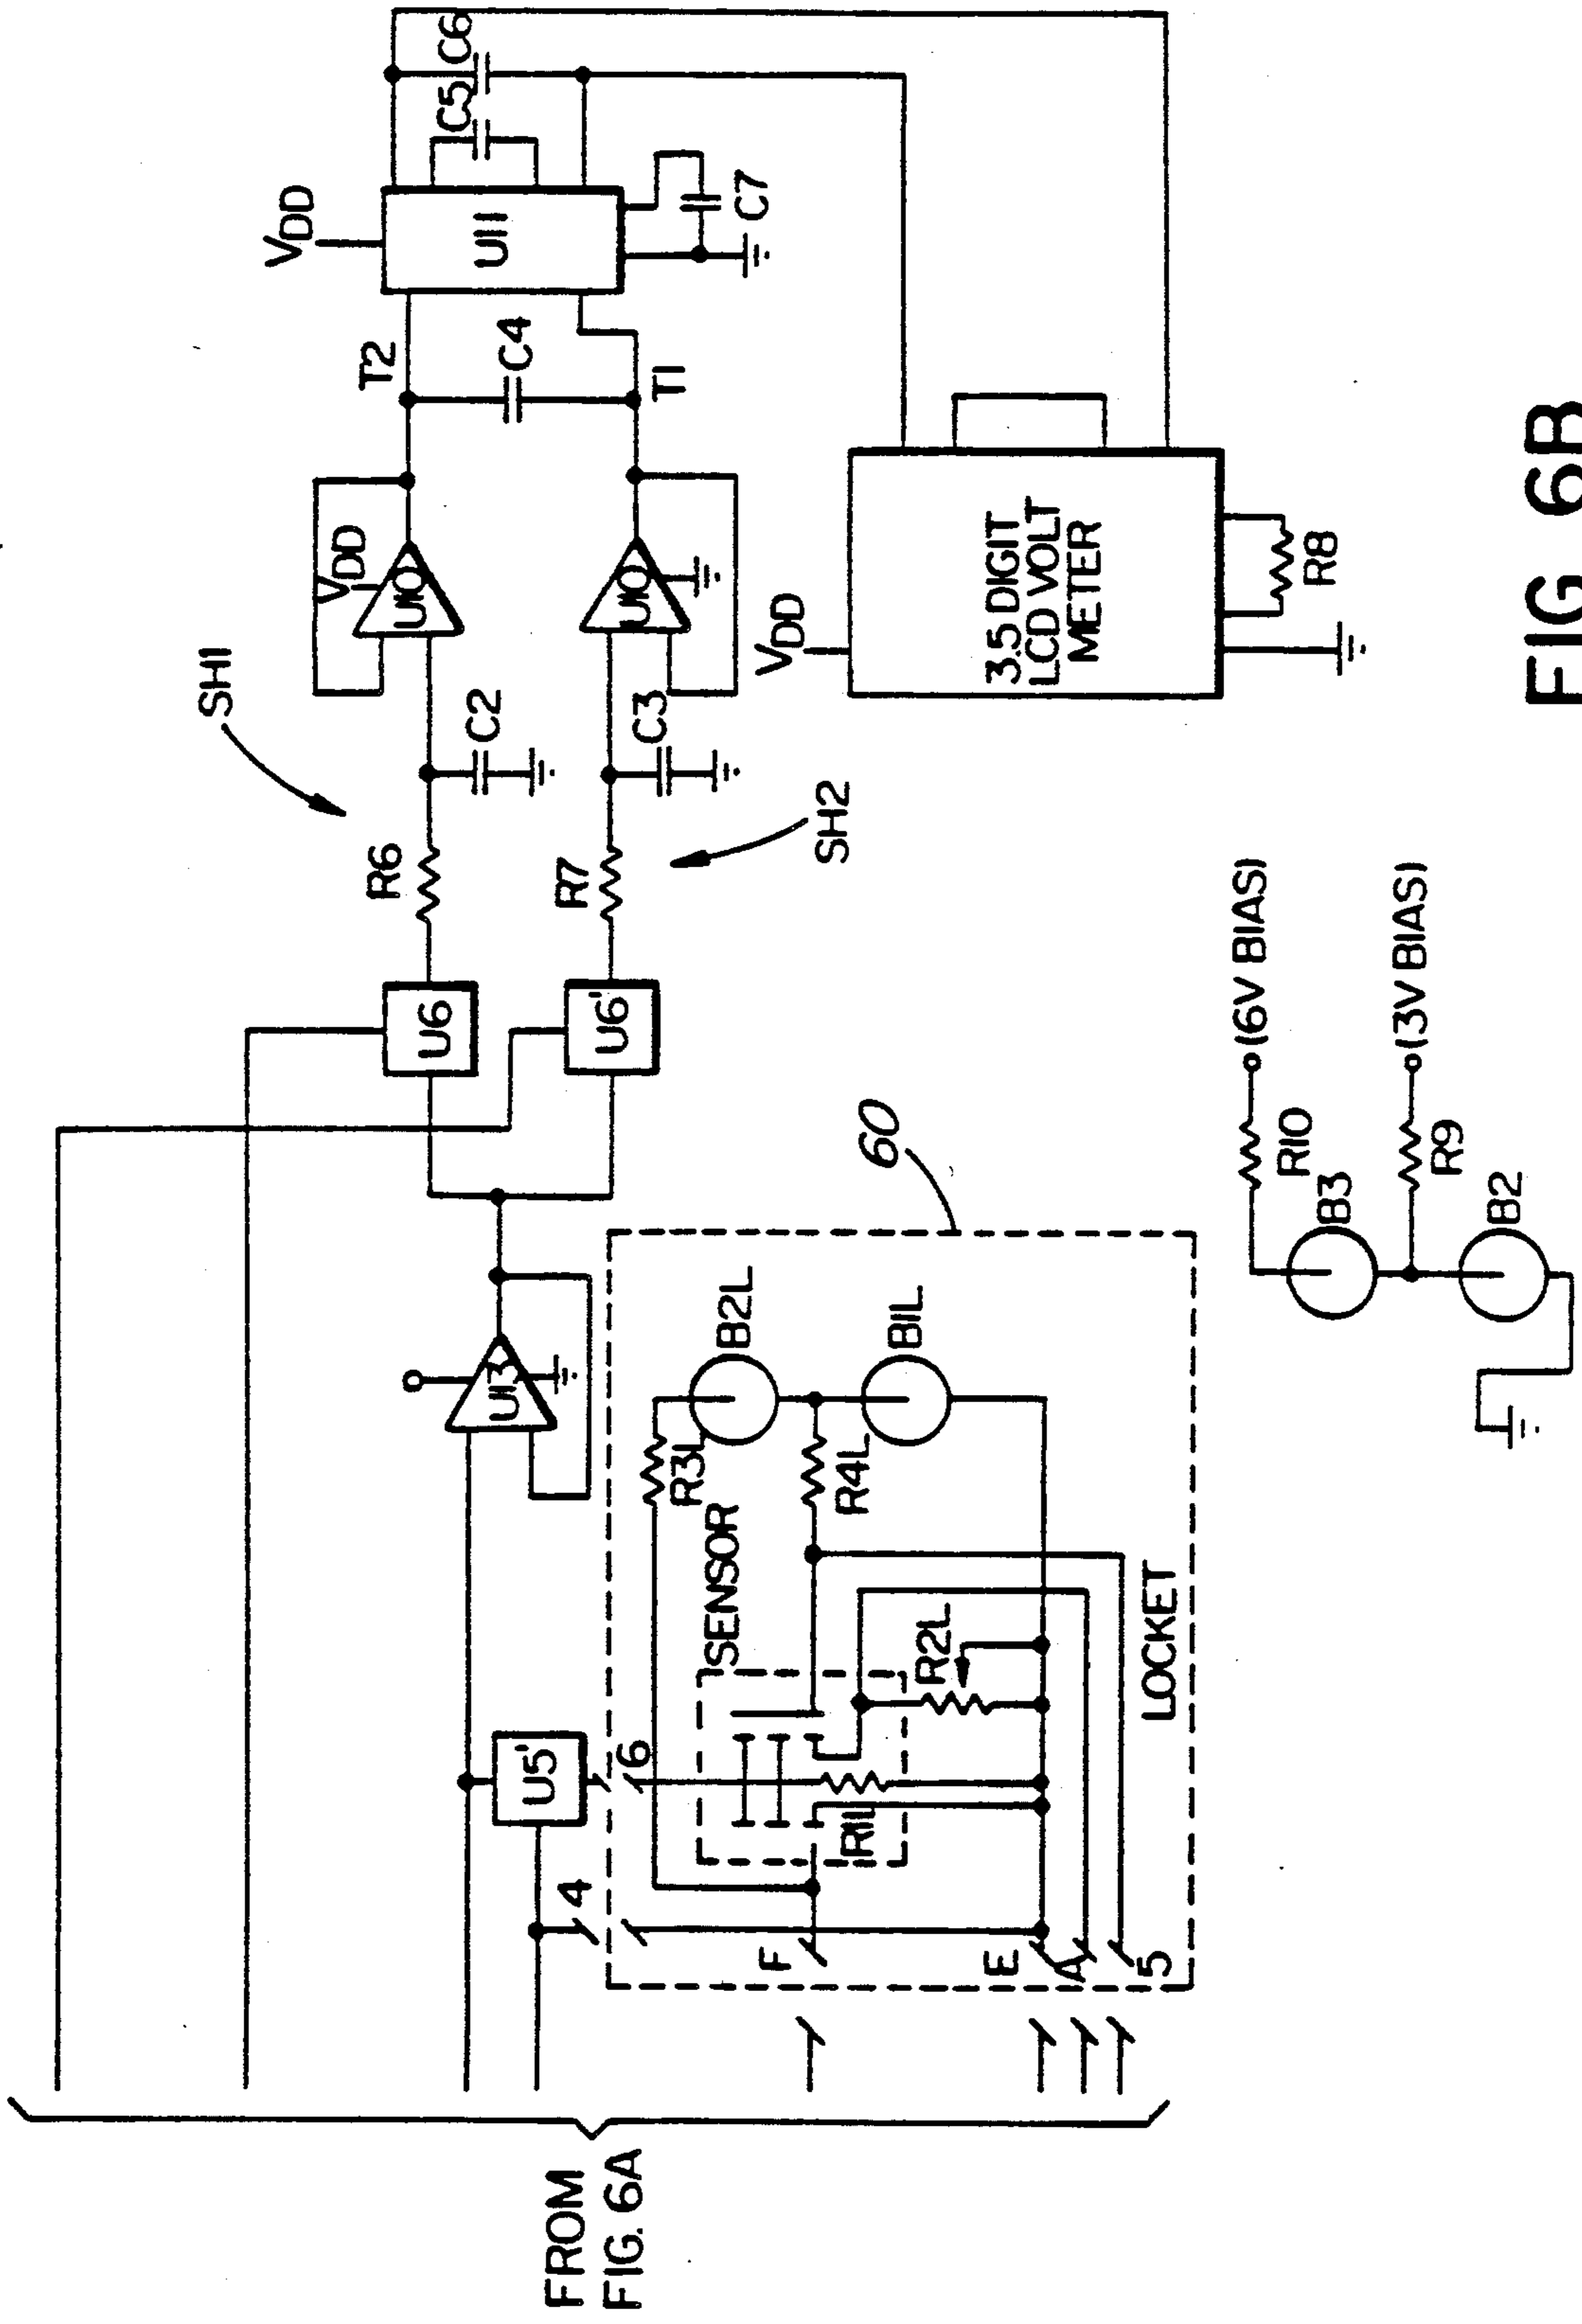 FROM
FIG. 6A
SH1
SH2
U6
U6'
R6
R7
C2
C3
VDD
U10
U10
T2
T1
C4
VDD
U11
C5
C6
C7
U13
U5'
4
6
60
SENSOR
R3L
B2L
R4L
B1L
R1L
R2L
F
E
A
5
LOCKET
VDD
3.5 DIGIT
LCD VOLT
METER
R8
R10
(6V BIAS)
B3
R9
(3V BIAS)
B2
FIG 6B